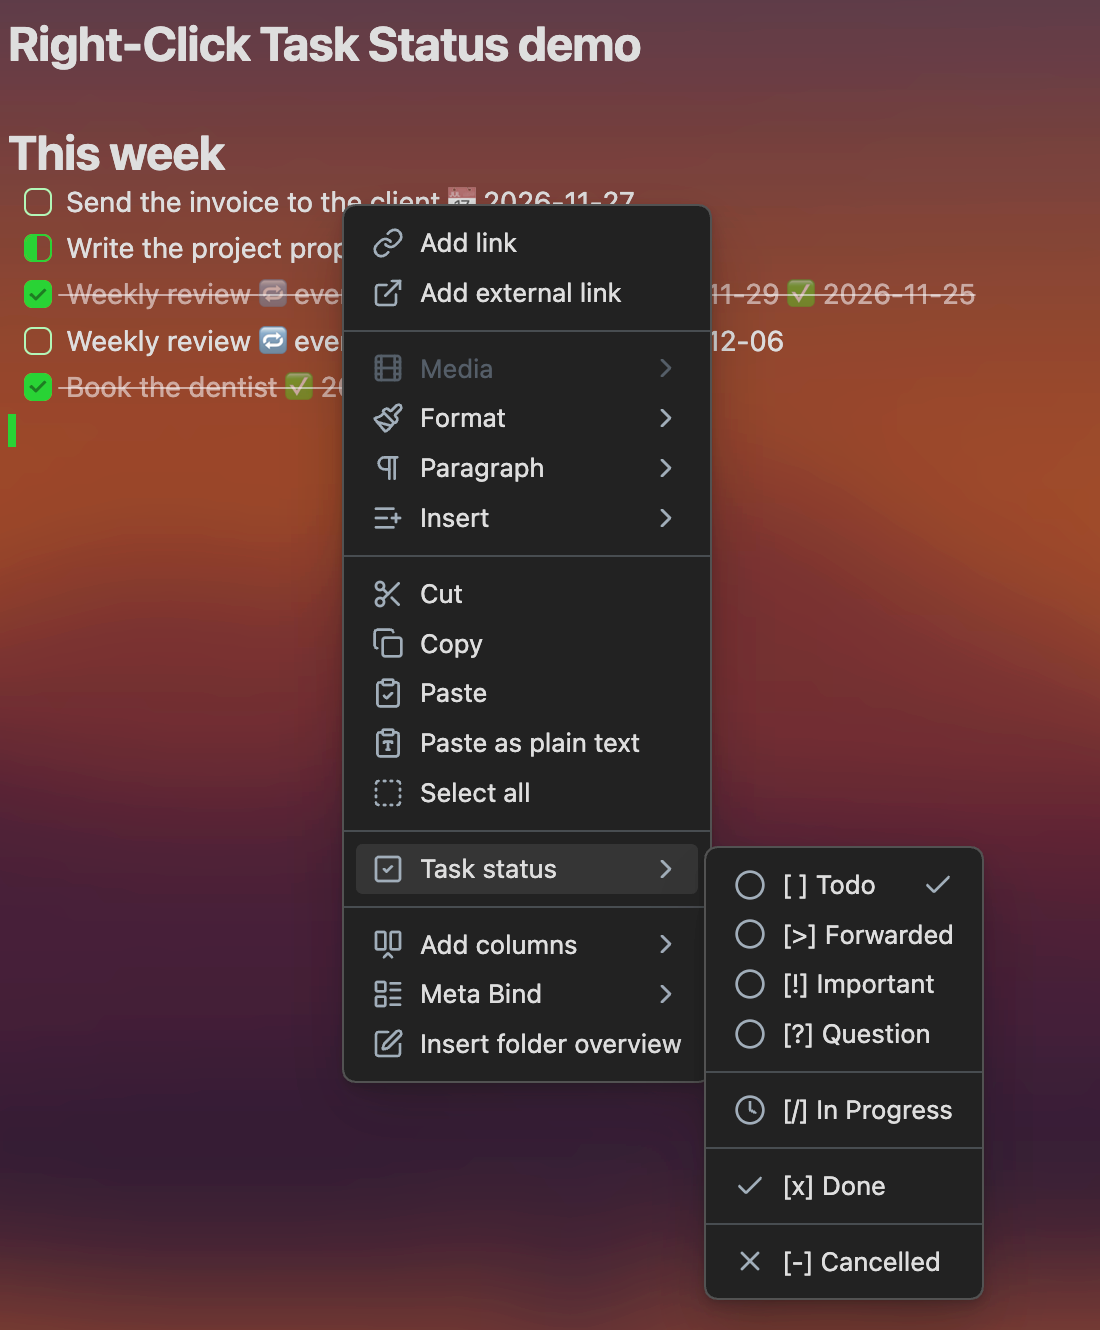 Right-Click Task Status demo
This week
Send the invoice to the client 📅 2026-11-27
Write the project
Weekly review 🔁 11-29 ✅ 2026-11-25
Weekly review 🔁 12-06
Book the dentist ✅
Add link
Add external link
Media
Format
Paragraph
Insert
Cut
Copy
Paste
Paste as plain text
Select all
Task status
Add columns
Meta Bind
Insert folder overview
[ ] Todo
[>] Forwarded
[!] Important
[?] Question
[/] In Progress
[x] Done
[-] Cancelled